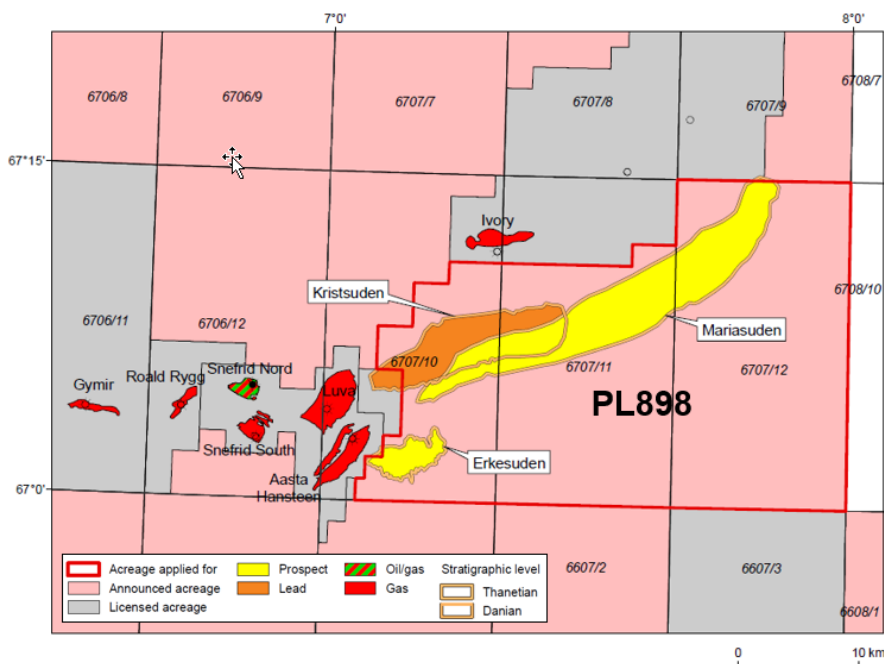 7°0'
8°0'
6706/8
6706/9
6707/7
6707/8
6707/9
6708/7
67°15'
Ivory
Kristsuden
6708/10
6706/11
6706/12
Mariasuden
6707/10
6707/11
6707/12
Gymir
Roald Rygg
Snefrid Nord
Luva
PL898
Snefrid South
Erkesuden
Aasta
Hansteen
67°0'
Acreage applied for
Prospect
Oil/gas
Stratigraphic level
Announced acreage
Lead
Gas
Thanetian
Licensed acreage
Danian
6607/2
6607/3
6608/1
0
10 km